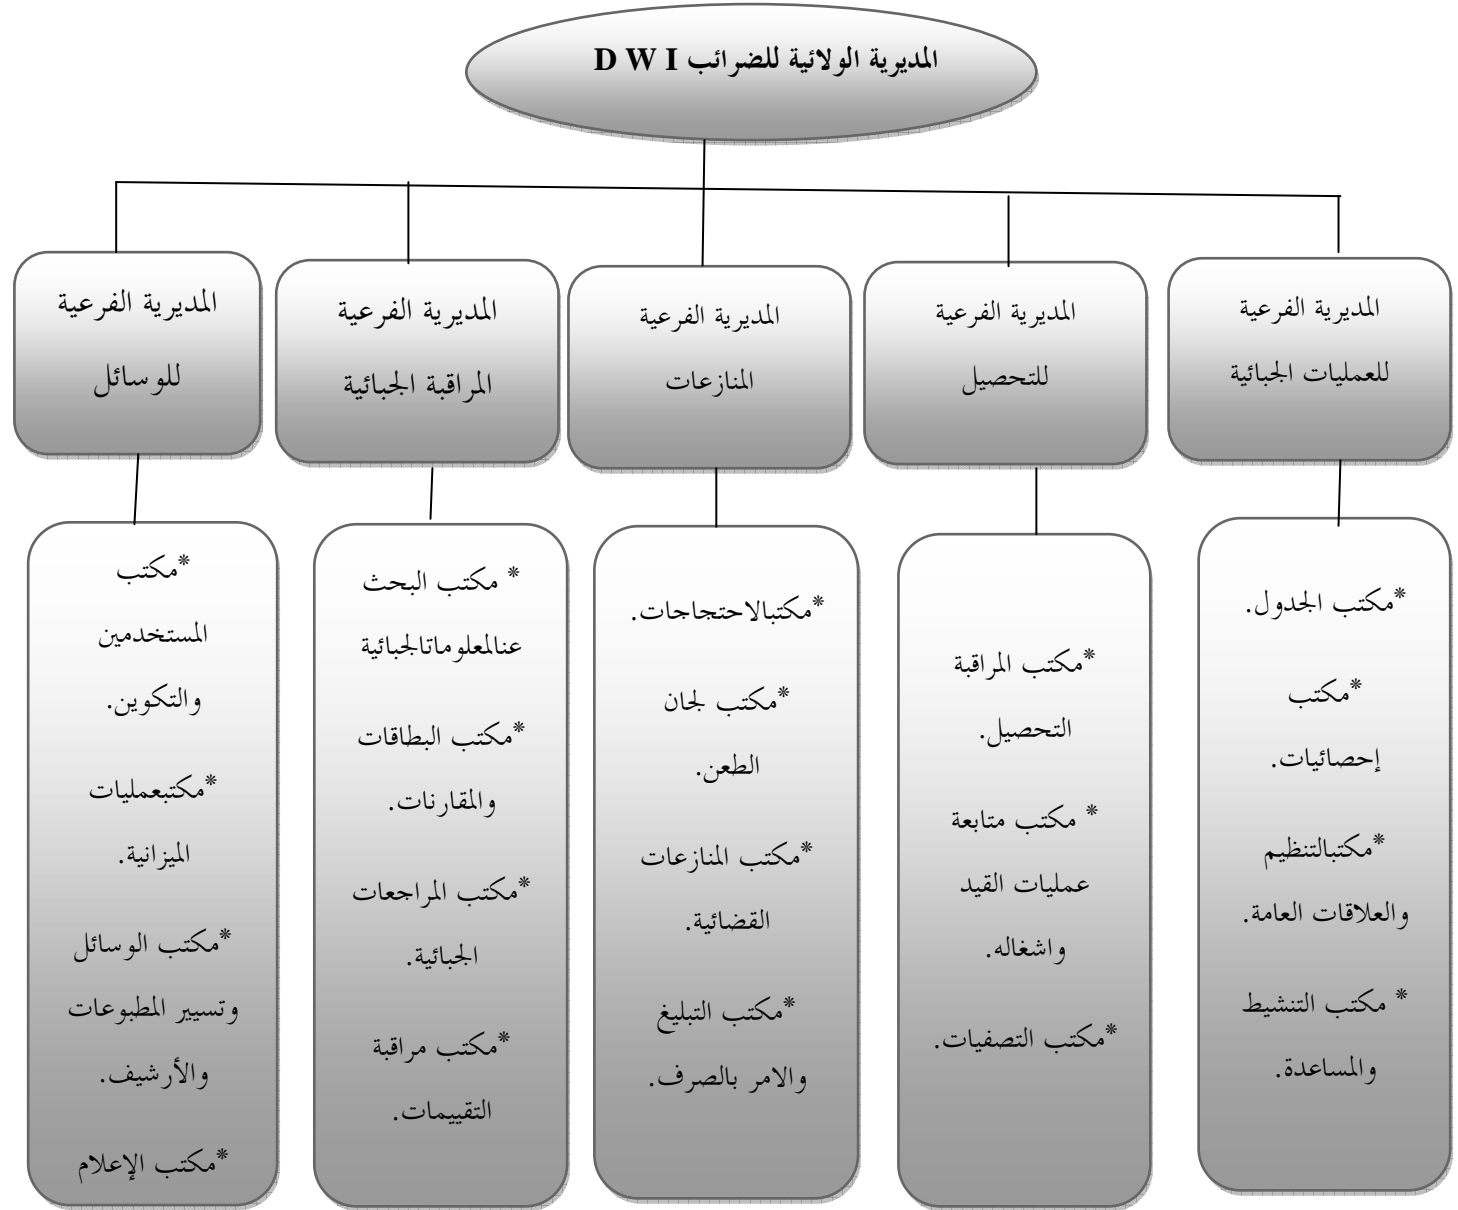 المديرية الولائية للضرائب D W I
المديرية الفرعية
للعمليات الجبائية
المديرية الفرعية
للتحصيل
المديرية الفرعية
المنازعات
المديرية الفرعية
المراقبة الجبائية
المديرية الفرعية
للوسائل
*مكتب الجدول.
*مكتب
إحصائيات.
*مكتبالتنظيم
والعلاقات العامة.
* مكتب التنشيط
والمساعدة.
*مكتب المراقبة
التحصيل.
* مكتب متابعة
عمليات القيد
واشغاله.
*مكتب التصفيات.
*مكتبالاحتجاجات.
*مكتب لجان
الطعن.
*مكتب المنازعات
القضائية.
*مكتب التبليغ
والامر بالصرف.
* مكتب البحث
عنالمعلوماتالجبائية
*مكتب البطاقات
والمقارنات.
*مكتب المراجعات
الجبائية.
*مكتب مراقبة
التقييمات.
*مكتب
المستخدمين
والتكوين.
*مكتبعمليات
الميزانية.
*مكتب الوسائل
وتسيير المطبوعات
والأرشيف.
*مكتب الإعلام